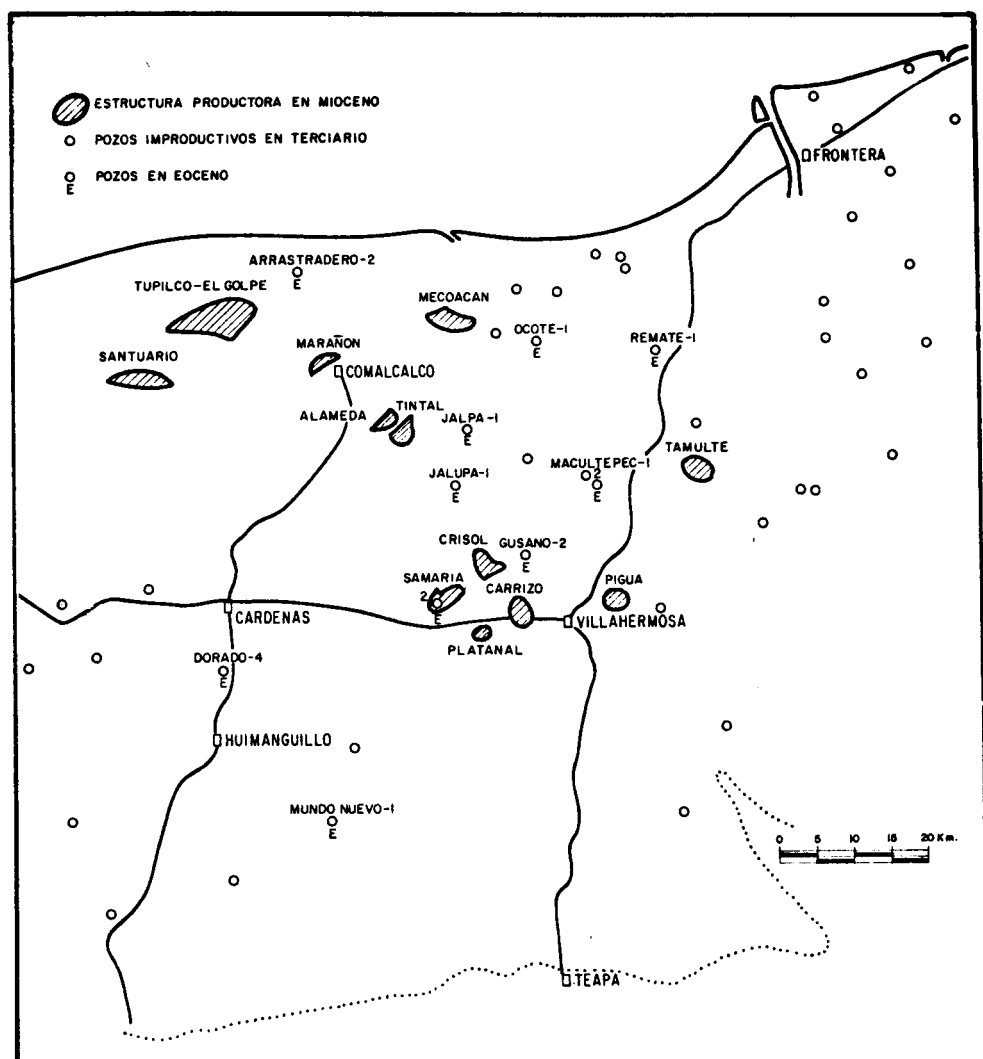 ESTRUCTURA PRODUCTORA EN MIOCENO
POZOS IMPRODUCTIVOS EN TERCIARIO
E
POZOS EN EOCENO
FRONTERA
ARRASTRADERO-2
E
TUPILCO-EL GOLPE
MECOACAN
OCOTE-1
E
REMATE-1
E
MARAÑON
SANTUARIO
COMALCALCO
TINTAL
ALAMEDA
JALPA-1
E
TAMULTE
MACULTEPEC-1
2
E
JALUPA-1
E
CRISOL
GUSANO-2
E
SAMARIA
2
E
CARRIZO
PIGUA
CARDENAS
VILLAHERMOSA
PLATANAL
DORADO-4
E
HUIMANGUILLO
MUNDO NUEVO-1
E
0 5 10 15 20 Km.
TEAPA